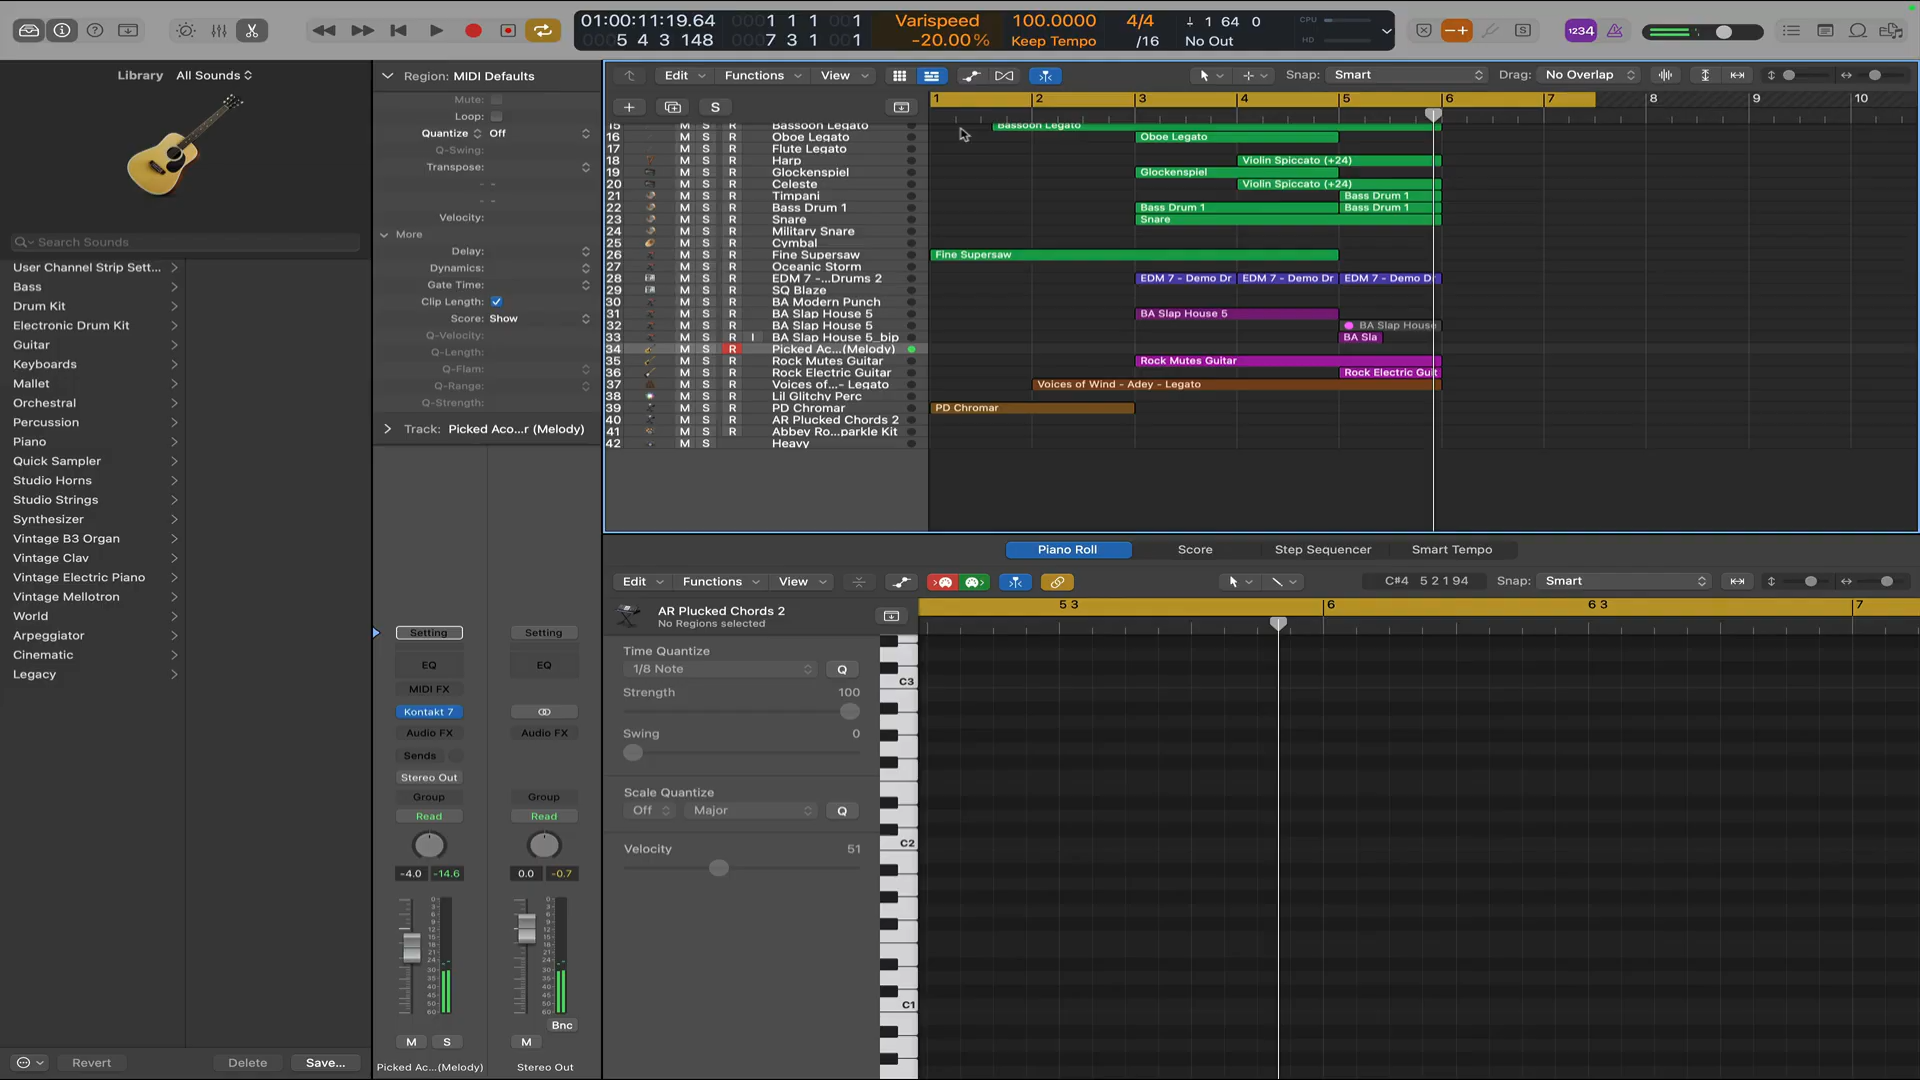 01:00:11:19.64
0001 1 1 001
005 4 3 148
0007 3 1 001
Varispeed
-20.00 %
100.0000
Keep Tempo
4/4
/16
1 64 0
No Out
CPU
HD
1234
S
Library All Sounds
Search Sounds
User Channel Strip Sett...
Bass
Drum Kit
Electronic Drum Kit
Guitar
Keyboards
Mallet
Orchestral
Percussion
Piano
Quick Sampler
Studio Horns
Studio Strings
Synthesizer
Vintage B3 Organ
Vintage Clav
Vintage Electric Piano
Vintage Mellotron
World
Arpeggiator
Cinematic
Legacy
Revert
Delete
Save...
Region: MIDI Defaults
Mute:
Loop:
Quantize Off
Q-Swing:
Transpose:
Velocity:
More
Delay:
Dynamics:
Gate Time:
Clip Length:
Score: Show
Q-Velocity:
Q-Length:
Q-Flam:
Q-Range:
Q-Strength:
Track: Picked Aco...r (Melody)
Setting
Setting
EQ
EQ
MIDI FX
Kontakt 7
Audio FX
Audio FX
Sends
Stereo Out
Group
Group
Read
Read
-4.0 -14.6
0.0 -0.7
Bnc
M S
M
Picked Ac...(Melody)
Stereo Out
Edit Functions View
Snap: Smart
Drag: No Overlap
S
1 2 3 4 5 6 7 8 9 10
15 M S R Bassoon Legato
Bassoon Legato
16 M S R Oboe Legato
Oboe Legato
17 M S R Flute Legato
18 M S R Harp
Violin Spiccato (+24)
19 M S R Glockenspiel
Glockenspiel
20 M S R Celeste
Violin Spiccato (+24)
21 M S R Timpani
Bass Drum 1
22 M S R Bass Drum 1
Bass Drum 1 Bass Drum 1
23 M S R Snare
Snare
24 M S R Military Snare
25 M S R Cymbal
26 M S R Fine Supersaw
Fine Supersaw
27 M S R Oceanic Storm
28 M S R EDM 7 -...Drums 2
EDM 7 - Demo Dr EDM 7 - Demo Dr EDM 7 - Demo Dr
29 M S R SQ Blaze
30 M S R BA Modern Punch
31 M S R BA Slap House 5
BA Slap House 5
32 M S R BA Slap House 5
BA Slap House
33 M S R I BA Slap House 5_bip
BA Sla
34 M S R Picked Ac...(Melody)
35 M S R Rock Mutes Guitar
Rock Mutes Guitar
36 M S R Rock Electric Guitar
Rock Electric Guit
37 M S R Voices of...- Legato
Voices of Wind - Adey - Legato
38 M S R Lil Glitchy Perc
39 M S R PD Chromar
PD Chromar
40 M S R AR Plucked Chords 2
41 M S R Abbey Ro...parkle Kit
42 M S Heavy
Piano Roll Score Step Sequencer Smart Tempo
Edit Functions View
C#4 5 2 1 94
Snap: Smart
AR Plucked Chords 2
No Regions selected
5 3 6 6 3 7
Time Quantize
1/8 Note Q
Strength 100
Swing 0
Scale Quantize
Off Major Q
Velocity 51
C3
C2
C1